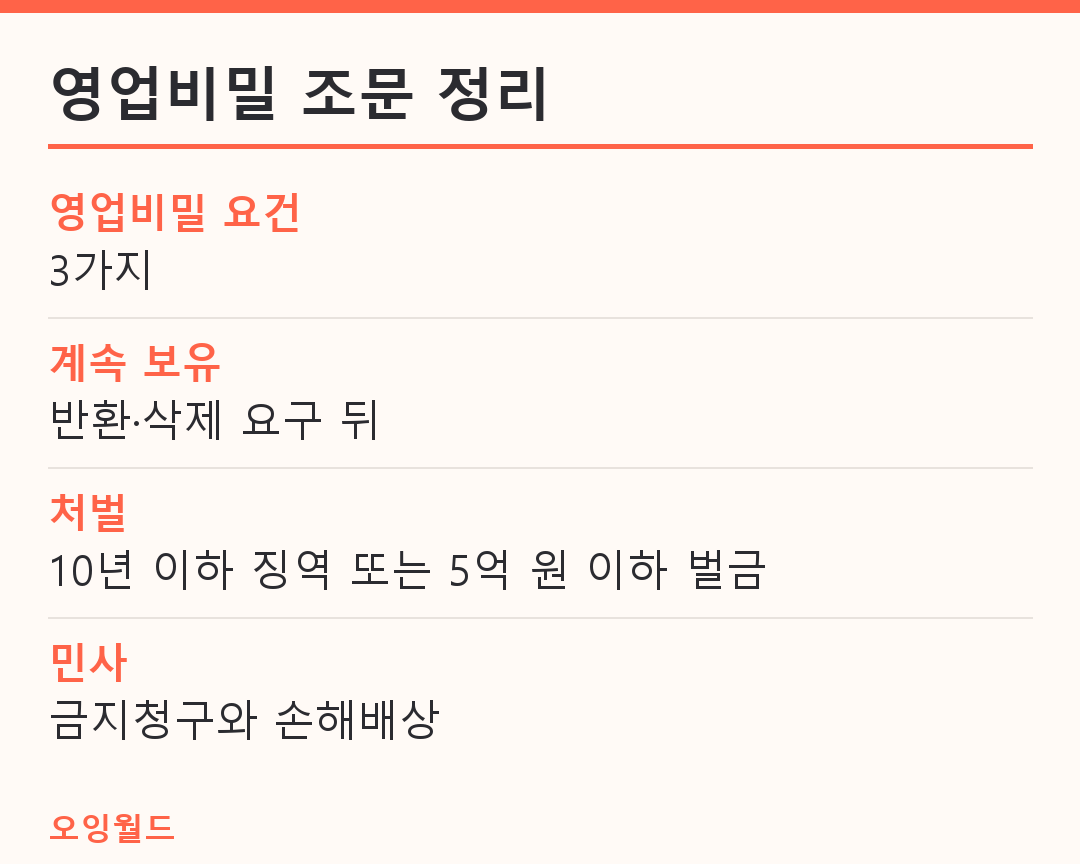 영업비밀 조문 정리
영업비밀 요건
3가지
계속 보유
반환·삭제 요구 뒤
처벌
10년 이하 징역 또는 5억 원 이하 벌금
민사
금지청구와 손해배상
오잉월드